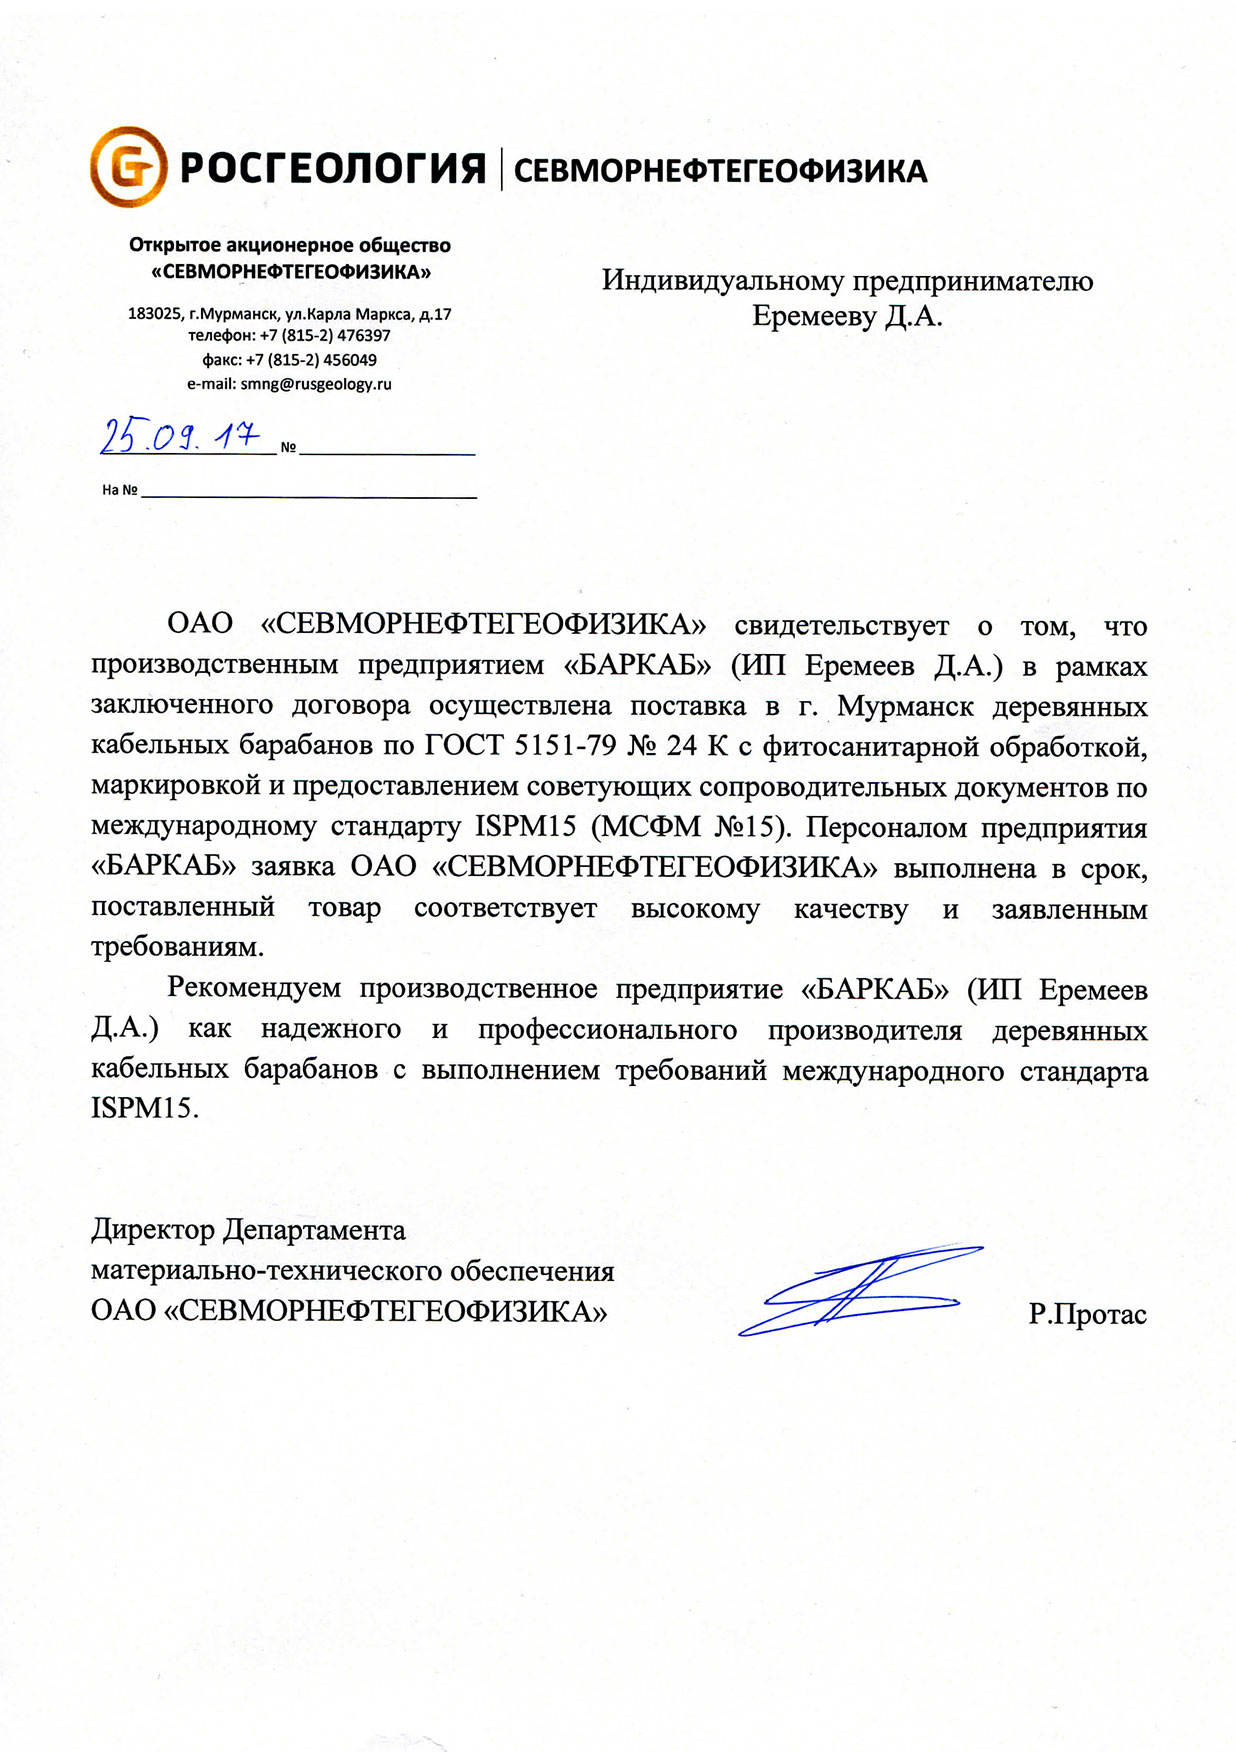 РОСГЕОЛОГИЯ | СЕВМОРНЕФТЕГЕОФИЗИКА
Открытое акционерное общество
«СЕВМОРНЕФТЕГЕОФИЗИКА»
183025, г.Мурманск, ул.Карла Маркса, д.17
телефон: +7 (815-2) 476397
факс: +7 (815-2) 456049
e-mail: smng@rusgeology.ru
25.09.17 №
На №
Индивидуальному предпринимателю
Еремееву Д.А.
ОАО «СЕВМОРНЕФТЕГЕОФИЗИКА» свидетельствует о том, что
производственным предприятием «БАРКАБ» (ИП Еремеев Д.А.) в рамках
заключенного договора осуществлена поставка в г. Мурманск деревянных
кабельных барабанов по ГОСТ 5151-79 № 24 К с фитосанитарной обработкой,
маркировкой и предоставлением советующих сопроводительных документов по
международному стандарту ISPM15 (МСФМ №15). Персоналом предприятия
«БАРКАБ» заявка ОАО «СЕВМОРНЕФТЕГЕОФИЗИКА» выполнена в срок,
поставленный товар соответствует высокому качеству и заявленным
требованиям.
Рекомендуем производственное предприятие «БАРКАБ» (ИП Еремеев
Д.А.) как надежного и профессионального производителя деревянных
кабельных барабанов с выполнением требований международного стандарта
ISPM15.
Директор Департамента
материально-технического обеспечения
ОАО «СЕВМОРНЕФТЕГЕОФИЗИКА»
Р.Протас